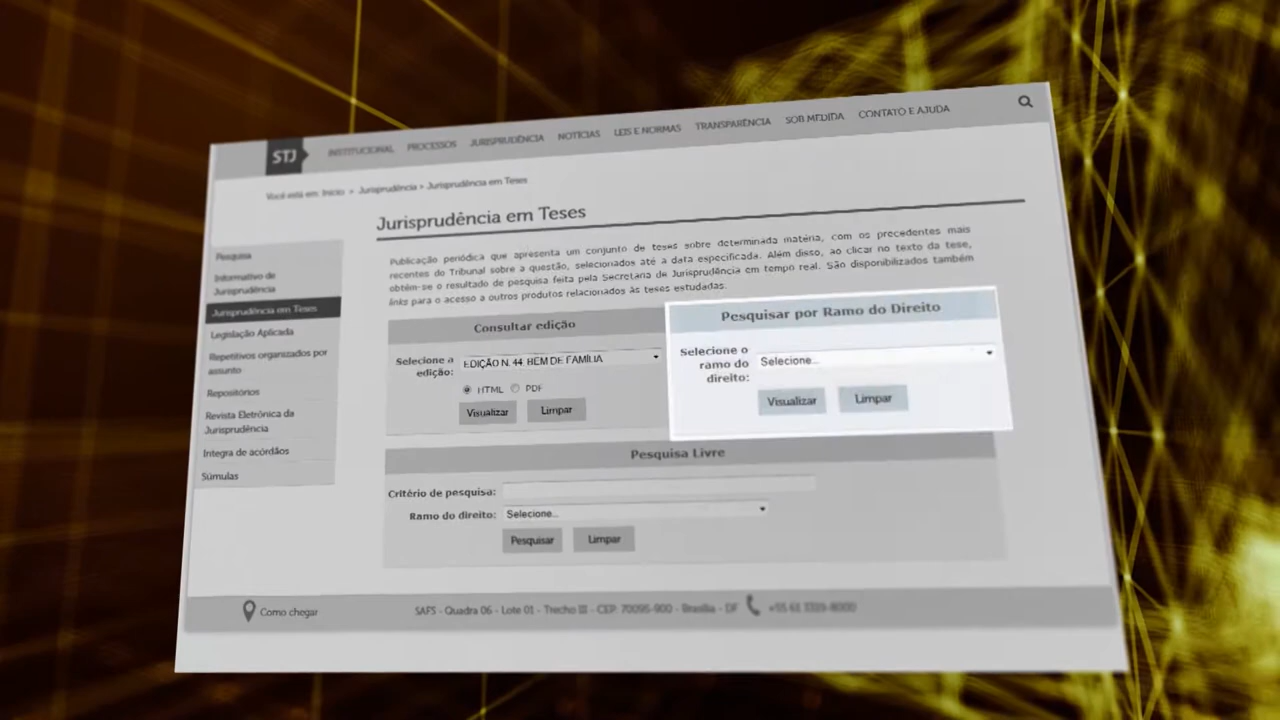 STJ
INSTITUCIONAL PROCESSOS JURISPRUDÊNCIA NOTÍCIAS LEIS E NORMAS TRANSPARÊNCIA SOB MEDIDA CONTATO E AJUDA
Você está em: Início > Jurisprudência > Jurisprudência em Teses
Jurisprudência em Teses
Publicação periódica que apresenta um conjunto de teses sobre determinada matéria, com os precedentes mais
recentes do Tribunal sobre a questão, selecionados até a data especificada. Além disso, ao clicar no texto da tese,
obtém-se o resultado de pesquisa feita pela Secretaria de Jurisprudência em tempo real. São disponibilizados também
links para o acesso a outros produtos relacionados às teses estudadas.
Pesquisa
Informativo de
Jurisprudência
Jurisprudência em Teses
Legislação Aplicada
Repetitivos organizados por
assunto
Repositórios
Revista Eletrônica da
Jurisprudência
Íntegra de acórdãos
Súmulas
Consultar edição
Selecione a
edição:
EDIÇÃO N. 44: BEM DE FAMÍLIA
HTML PDF
Visualizar Limpar
Pesquisar por Ramo do Direito
Selecione o
ramo do
direito:
Selecione...
Visualizar Limpar
Pesquisa Livre
Critério de pesquisa:
Ramo do direito: Selecione...
Pesquisar Limpar
Como chegar
SAFS - Quadra 06 - Lote 01 - Trecho III - CEP: 70095-900 - Brasília - DF +55 61 3319-8000